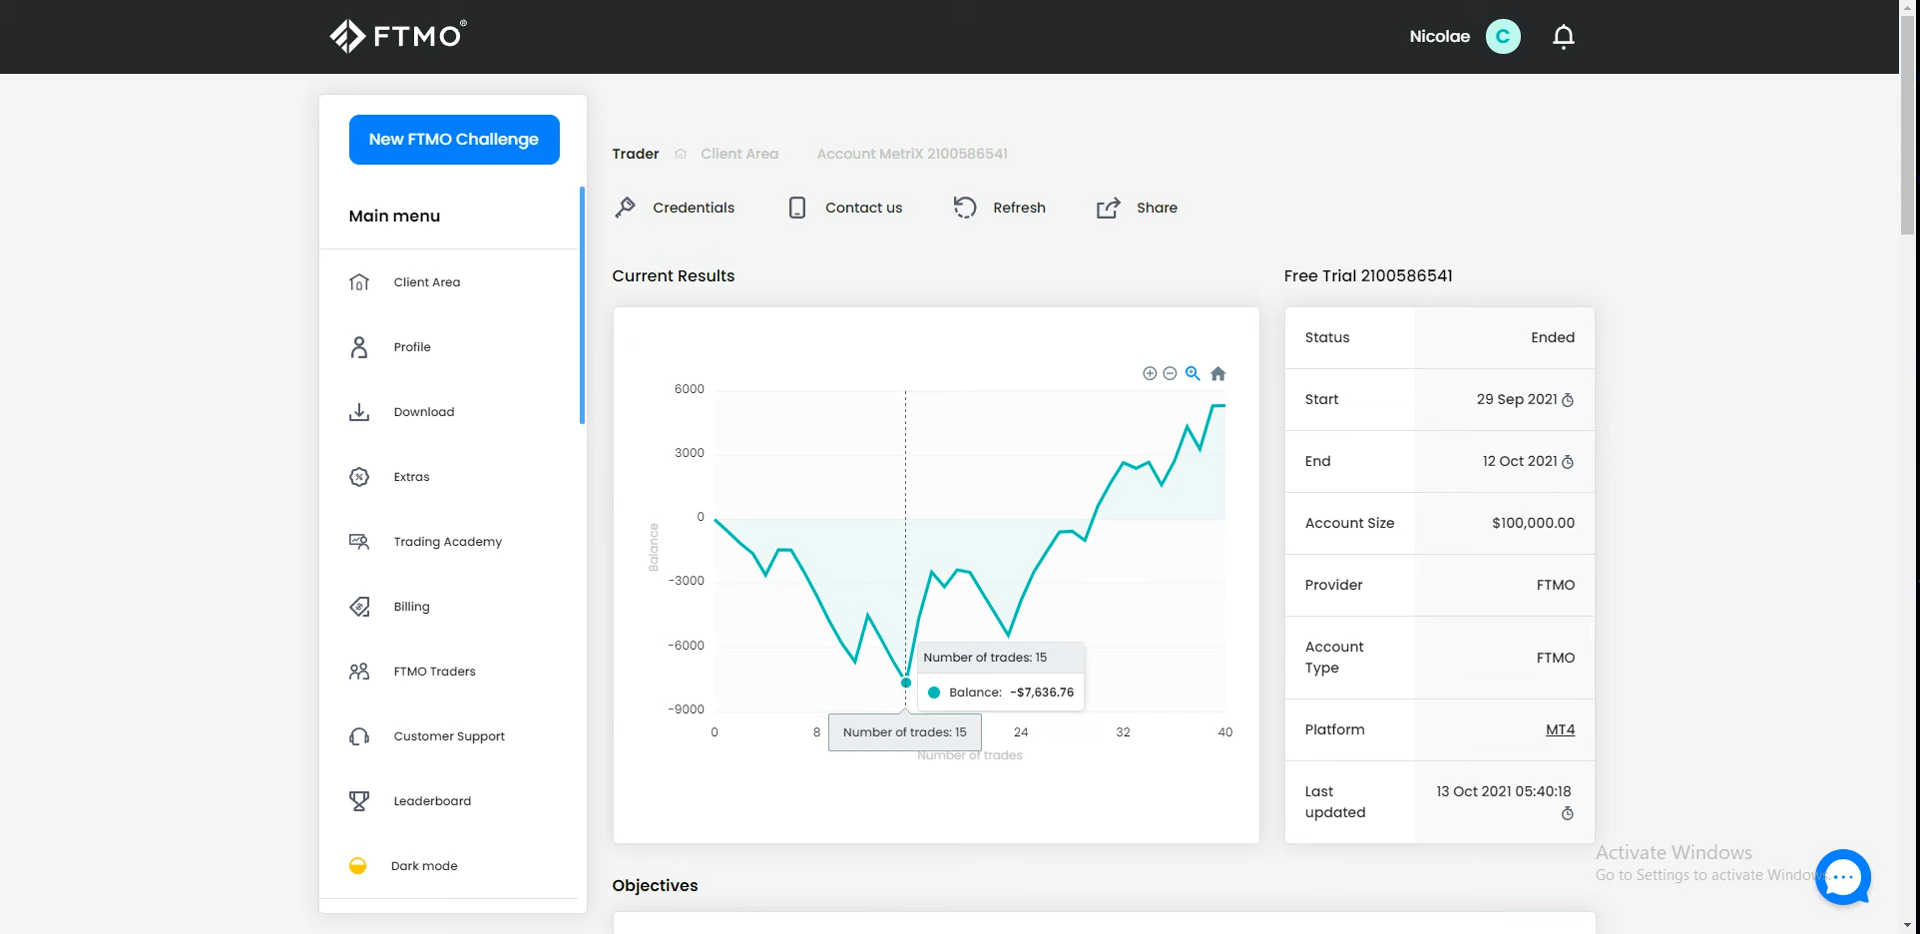 FTMO®
Nicolae C
New FTMO Challenge
Main menu
Client Area
Profile
Download
Extras
Trading Academy
Billing
FTMO Traders
Customer Support
Leaderboard
Dark mode
Trader Client Area Account MetriX 2100586541
Credentials Contact us Refresh Share
Current Results
6000
3000
0
-3000
-6000
-9000
Balance
Number of trades: 15
Balance: -$7,636.76
0 8 24 32 40
Number of trades: 15
Number of trades
Free Trial 2100586541
Status Ended
Start 29 Sep 2021
End 12 Oct 2021
Account Size $100,000.00
Provider FTMO
Account
Type FTMO
Platform MT4
Last
updated 13 Oct 2021 05:40:18
Objectives
Activate Windows
Go to Settings to activate Windows.